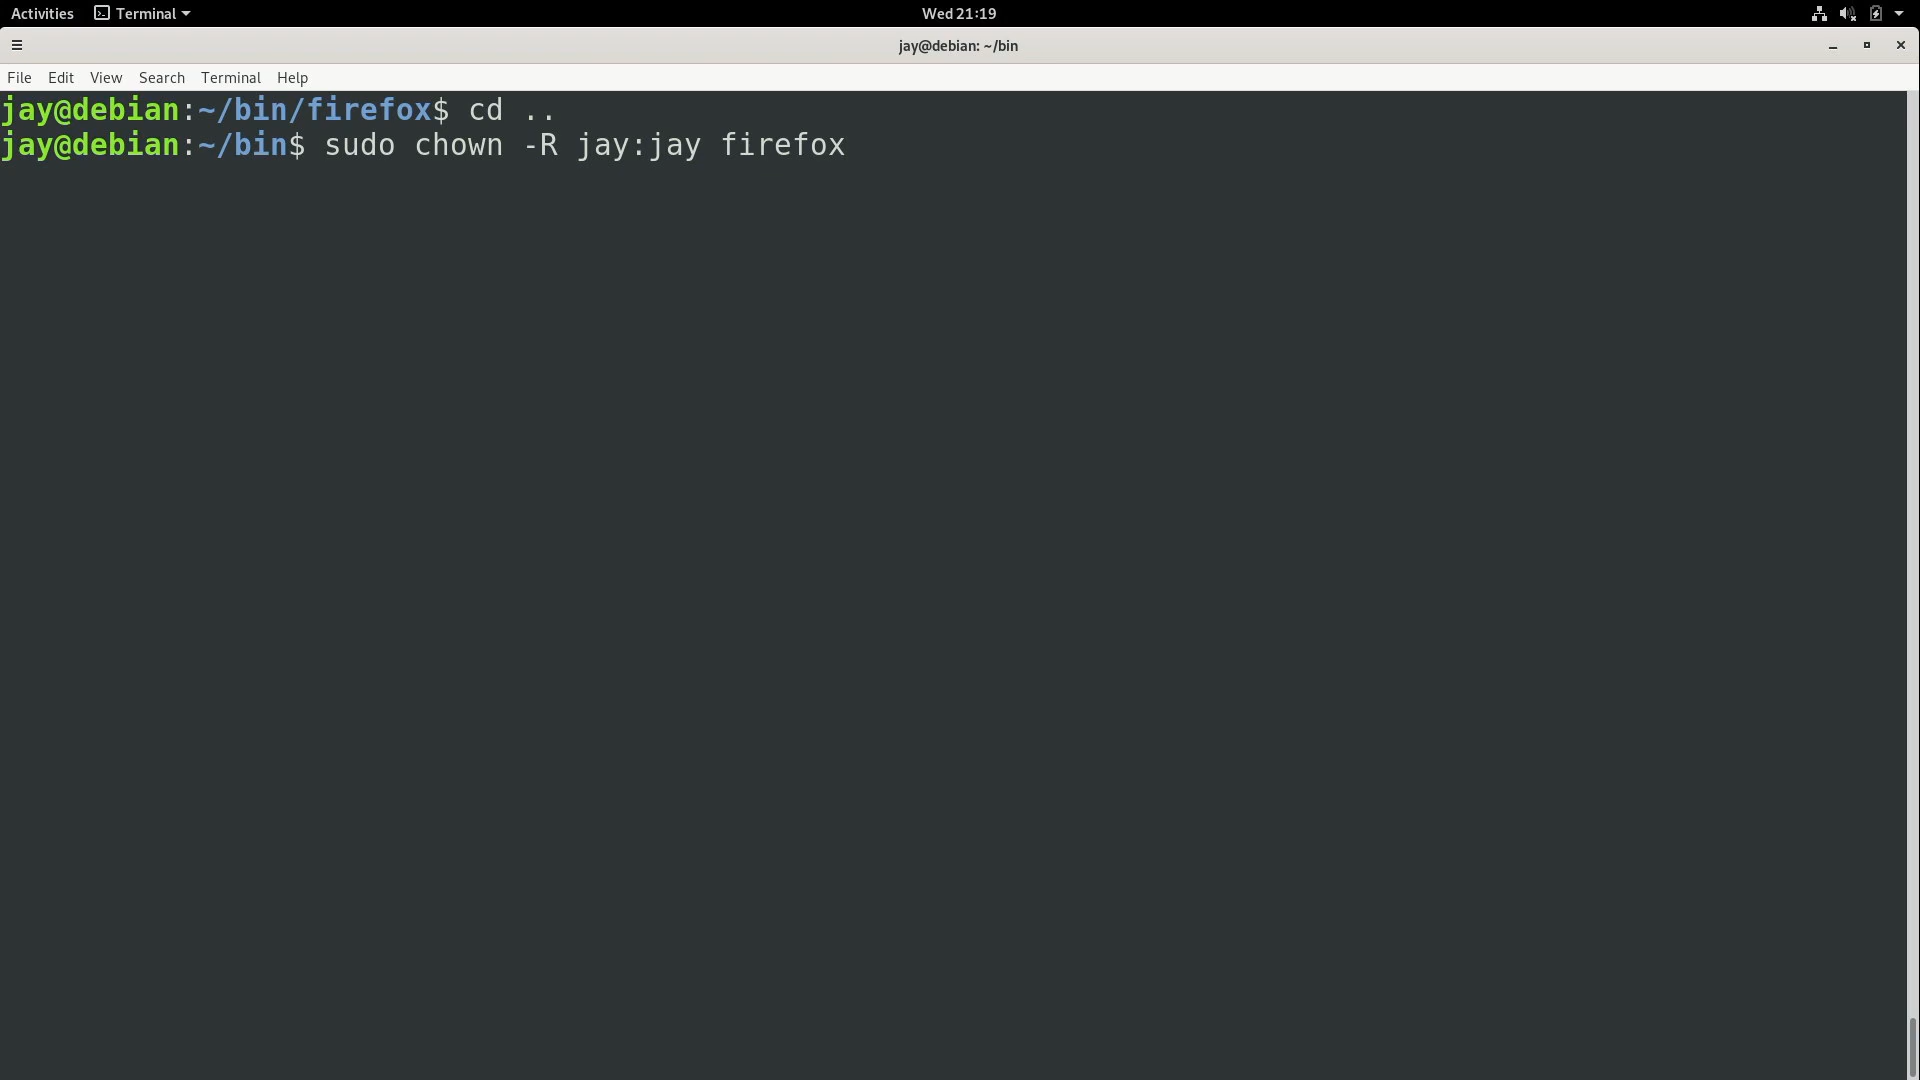 Activities Terminal Wed 21:19
jay@debian: ~/bin
File Edit View Search Terminal Help
jay@debian:~/bin/firefox$ cd ..
jay@debian:~/bin$ sudo chown -R jay:jay firefox